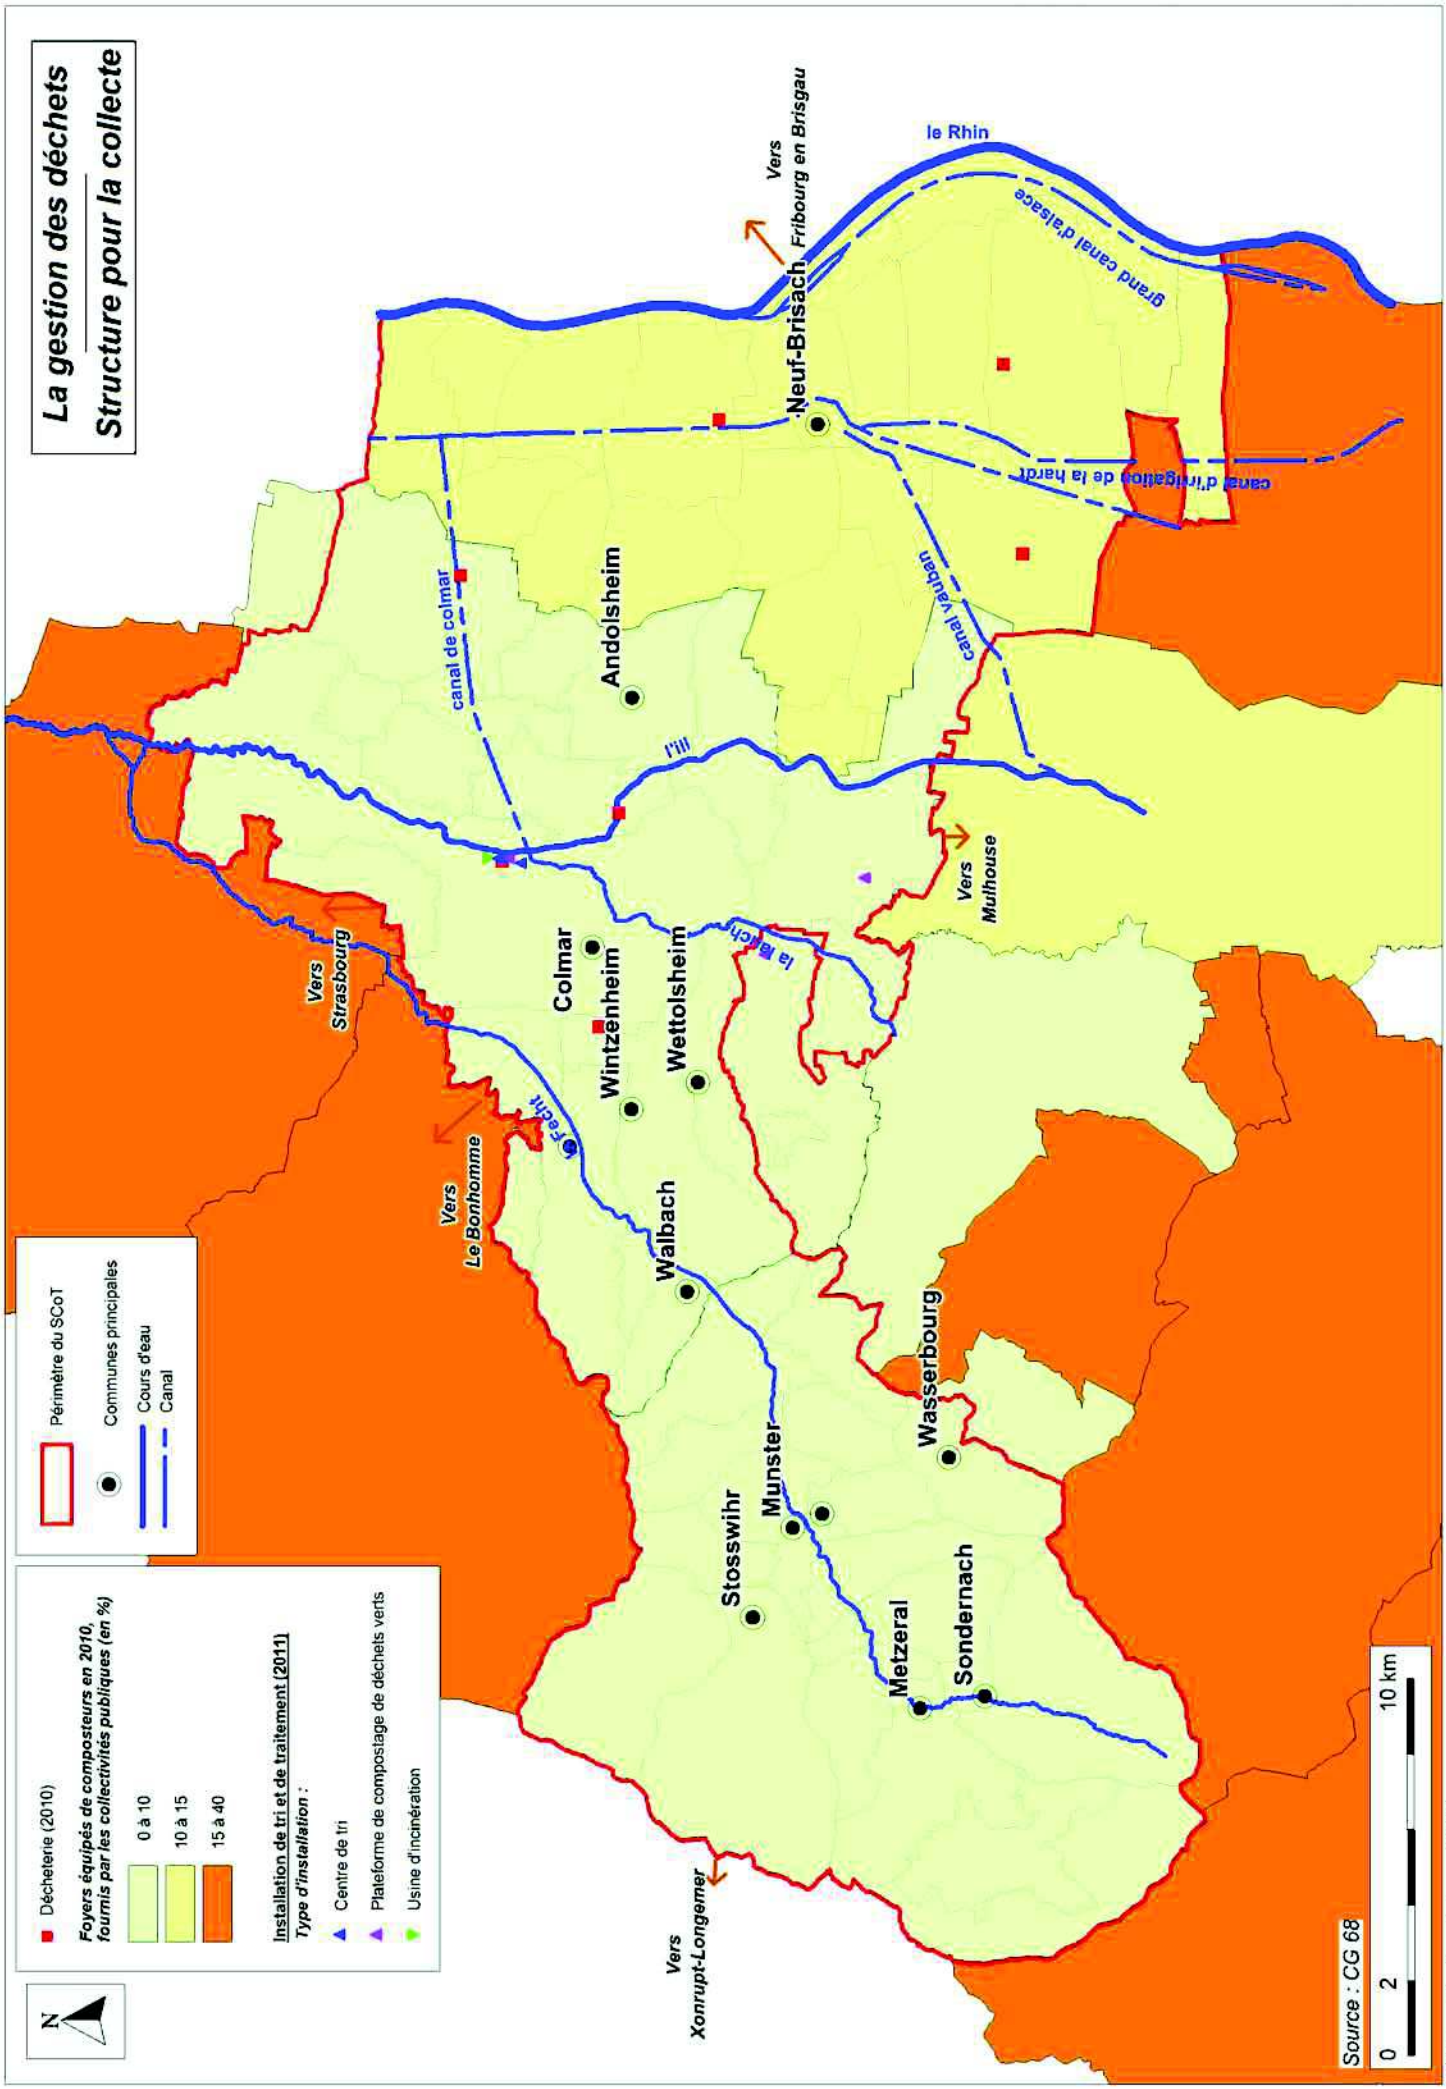 La gestion des déchets
Structure pour la collecte
N
Décheterie (2010)
Foyers équipés de composteurs en 2010,
fournis par les collectivités publiques (en %)
0 à 10
10 à 15
15 à 40
Installation de tri et de traitement (2011)
Type d'installation :
Centre de tri
Plateforme de compostage de déchets verts
Usine d'incinération
Périmètre du SCoT
Communes principales
Cours d'eau
Canal
Vers
Strasbourg
Vers
Le Bonhomme
Vers
Xonrupt-Longemer
Vers
Mulhouse
Vers
Fribourg en Brisgau
le Rhin
grand canal d'alsace
canal d'irrigation de la hardt
canal vauban
canal de colmar
l'ill
la lauch
Fecht
Neuf-Brisach
Andolsheim
Colmar
Wintzenheim
Wettolsheim
Walbach
Wasserbourg
Munster
Stosswihr
Metzeral
Sondernach
Source : CG 68
0 2 10 km